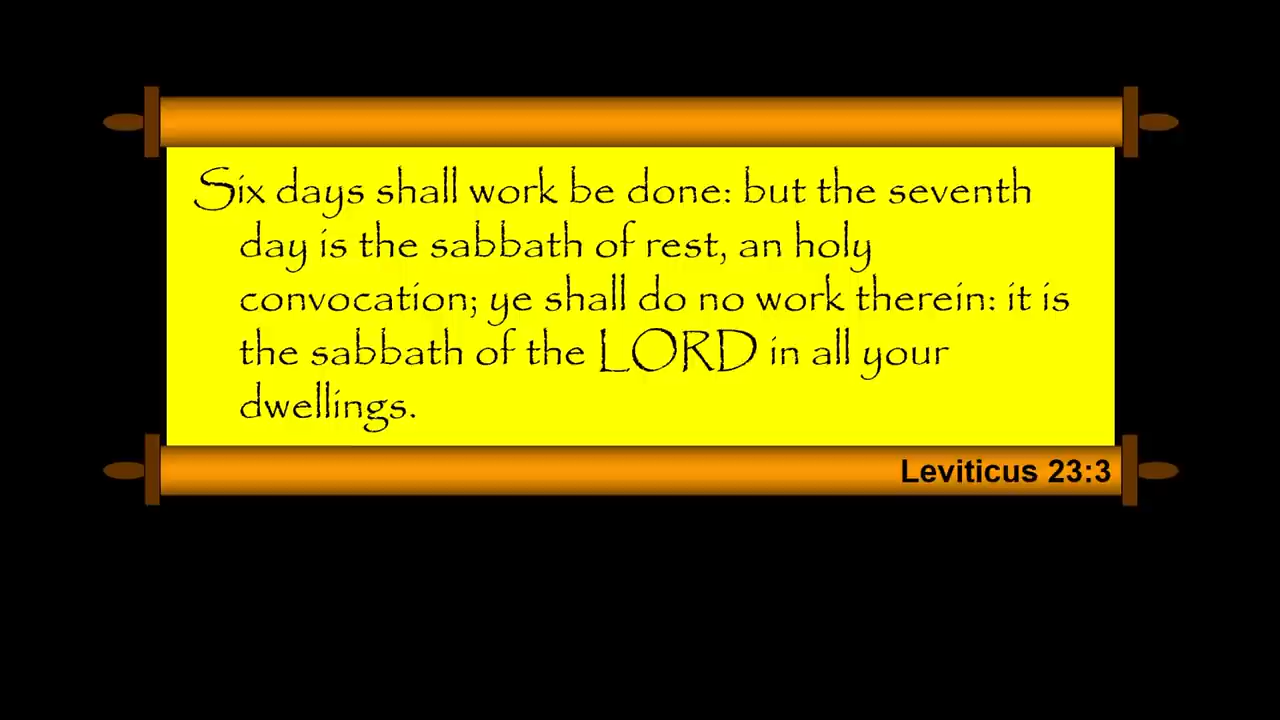 Six days shall work be done: but the seventh
day is the sabbath of rest, an holy
convocation; ye shall do no work therein: it is
the sabbath of the LORD in all your
dwellings.
Leviticus 23:3